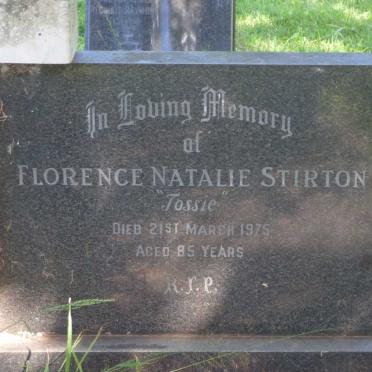 In Loving Memory
of
FLORENCE NATALIE STIRTON
"Tossie"
DIED 21ST MARCH 1975
AGED 85 YEARS
R.I.P.